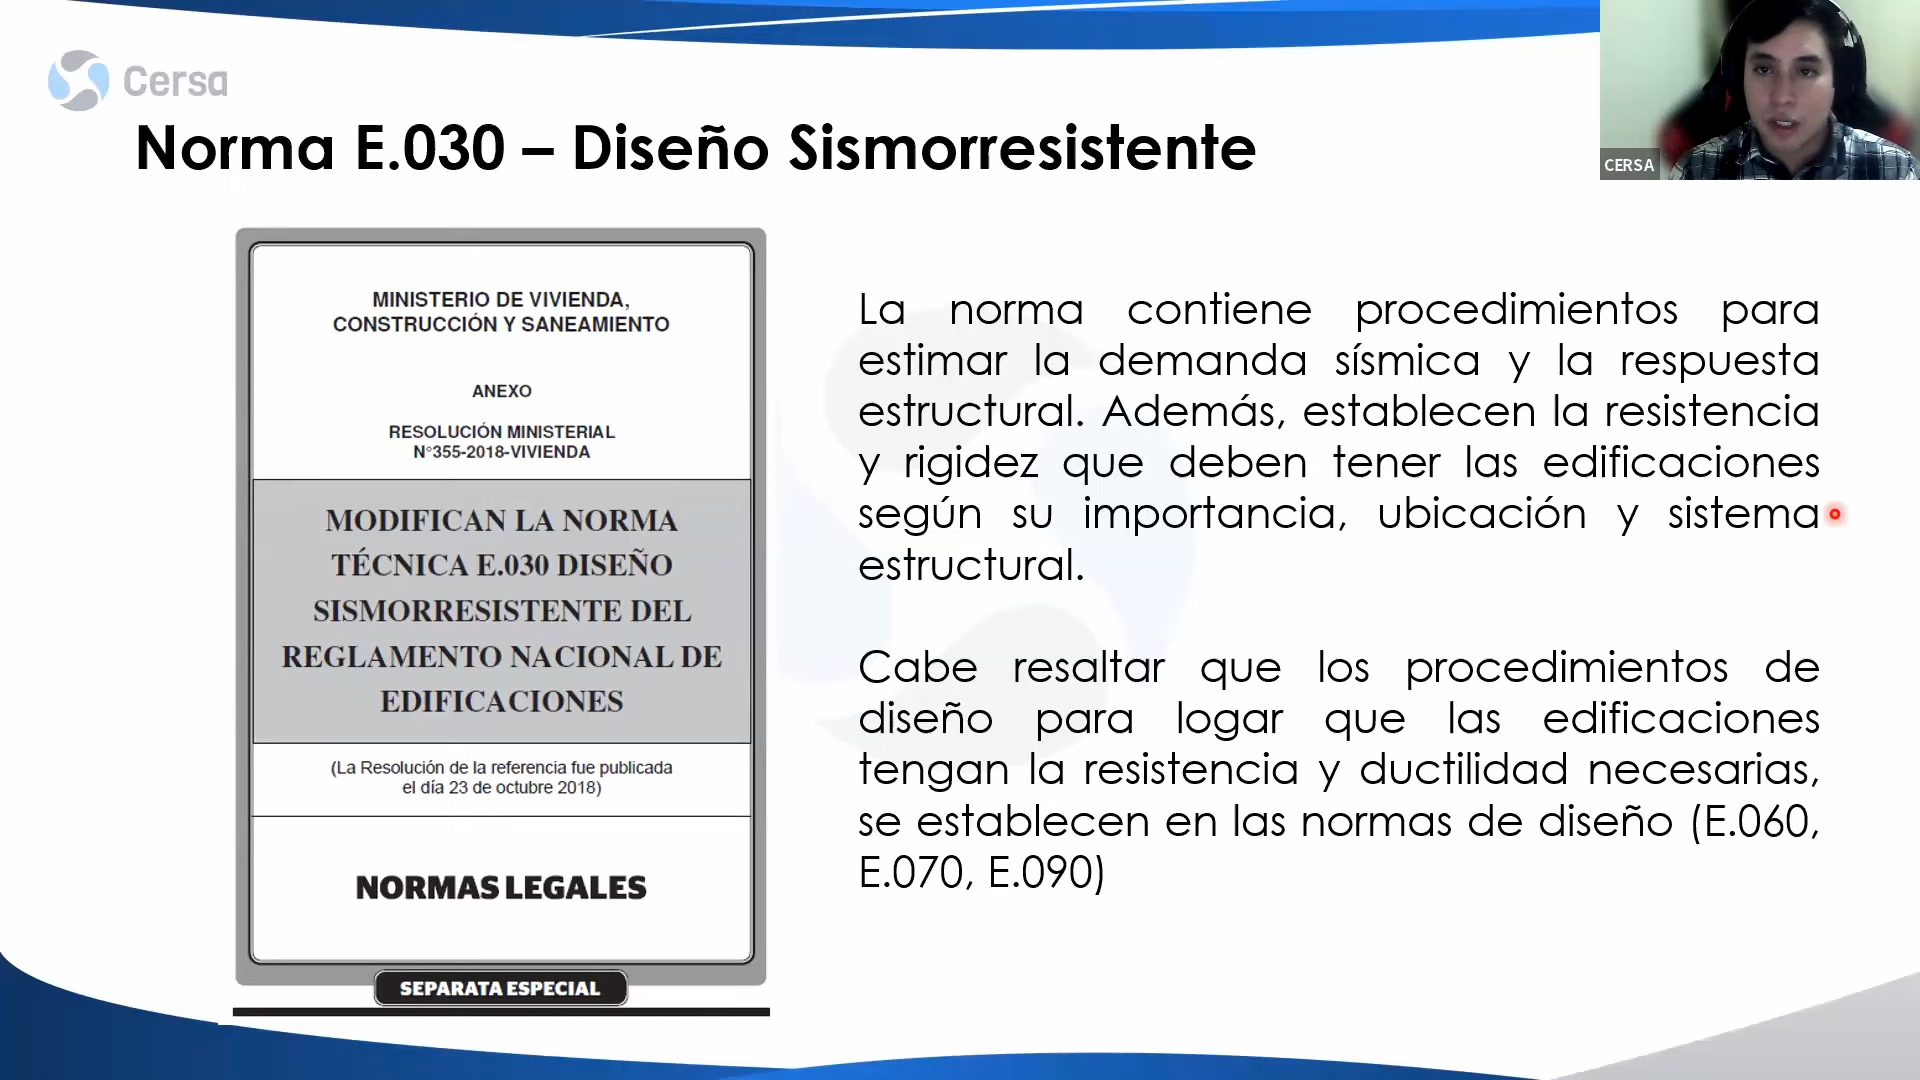 Cersa
Norma E.030 – Diseño Sismorresistente
CERSA
MINISTERIO DE VIVIENDA,
CONSTRUCCIÓN Y SANEAMIENTO
ANEXO
RESOLUCIÓN MINISTERIAL
N°355-2018-VIVIENDA
MODIFICAN LA NORMA
TÉCNICA E.030 DISEÑO
SISMORRESISTENTE DEL
REGLAMENTO NACIONAL DE
EDIFICACIONES
(La Resolución de la referencia fue publicada
el día 23 de octubre 2018)
NORMAS LEGALES
SEPARATA ESPECIAL
La norma contiene procedimientos para
estimar la demanda sísmica y la respuesta
estructural. Además, establecen la resistencia
y rigidez que deben tener las edificaciones
según su importancia, ubicación y sistema
estructural.
Cabe resaltar que los procedimientos de
diseño para logar que las edificaciones
tengan la resistencia y ductilidad necesarias,
se establecen en las normas de diseño (E.060,
E.070, E.090)